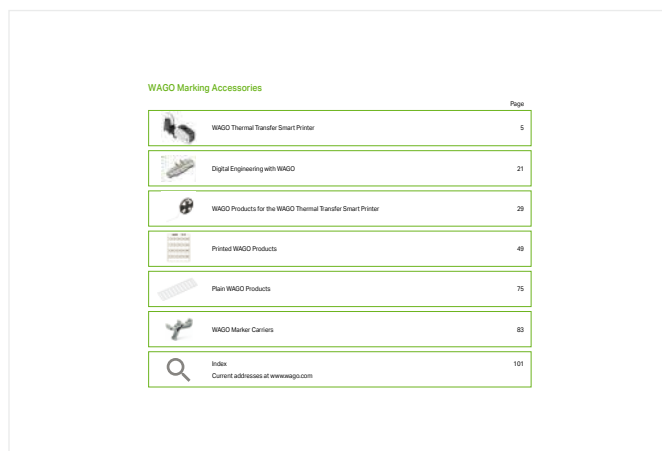 WAGO Marking Accessories
Page
WAGO Thermal Transfer Smart Printer 5
Digital Engineering with WAGO 21
WAGO Products for the WAGO Thermal Transfer Smart Printer 29
Printed WAGO Products 49
Plain WAGO Products 75
WAGO Marker Carriers 83
Index 101
Current addresses at www.wago.com